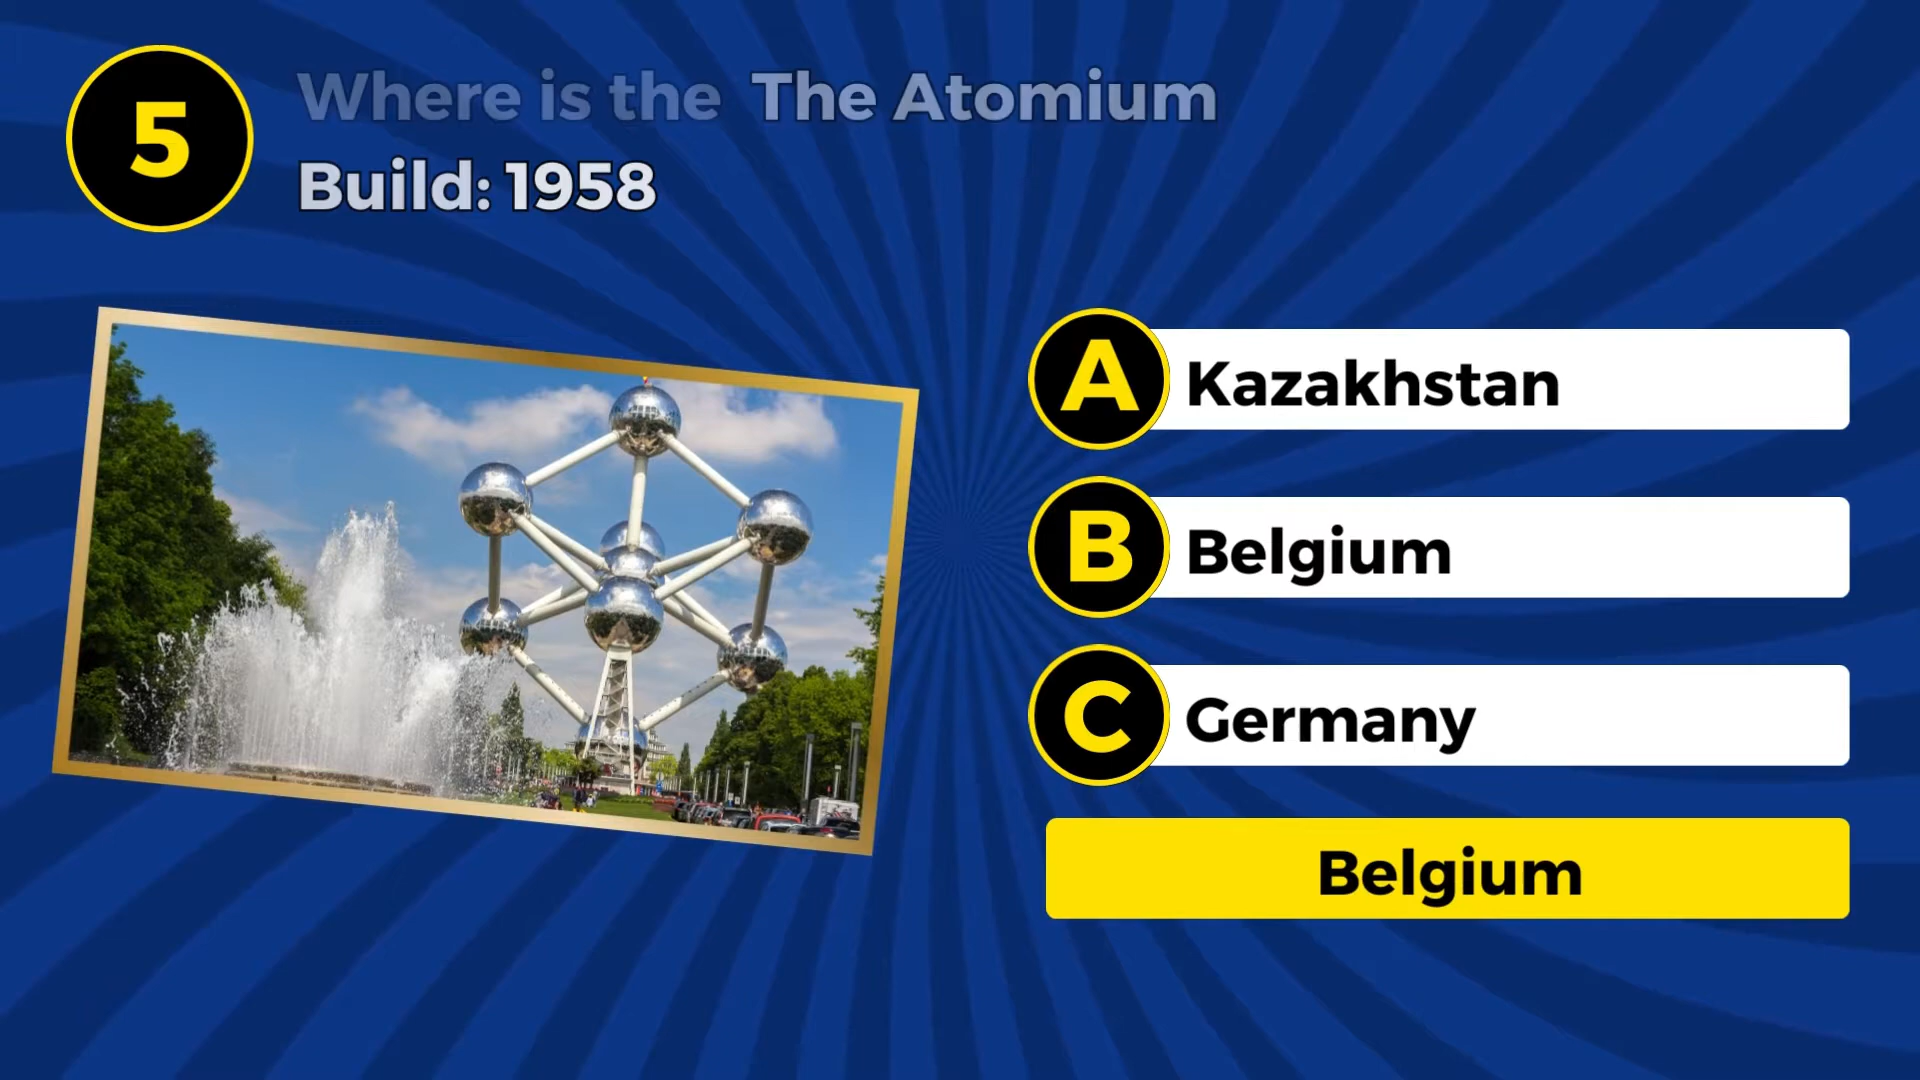 5
Where is the The Atomium
Build: 1958
A Kazakhstan
B Belgium
C Germany
Belgium